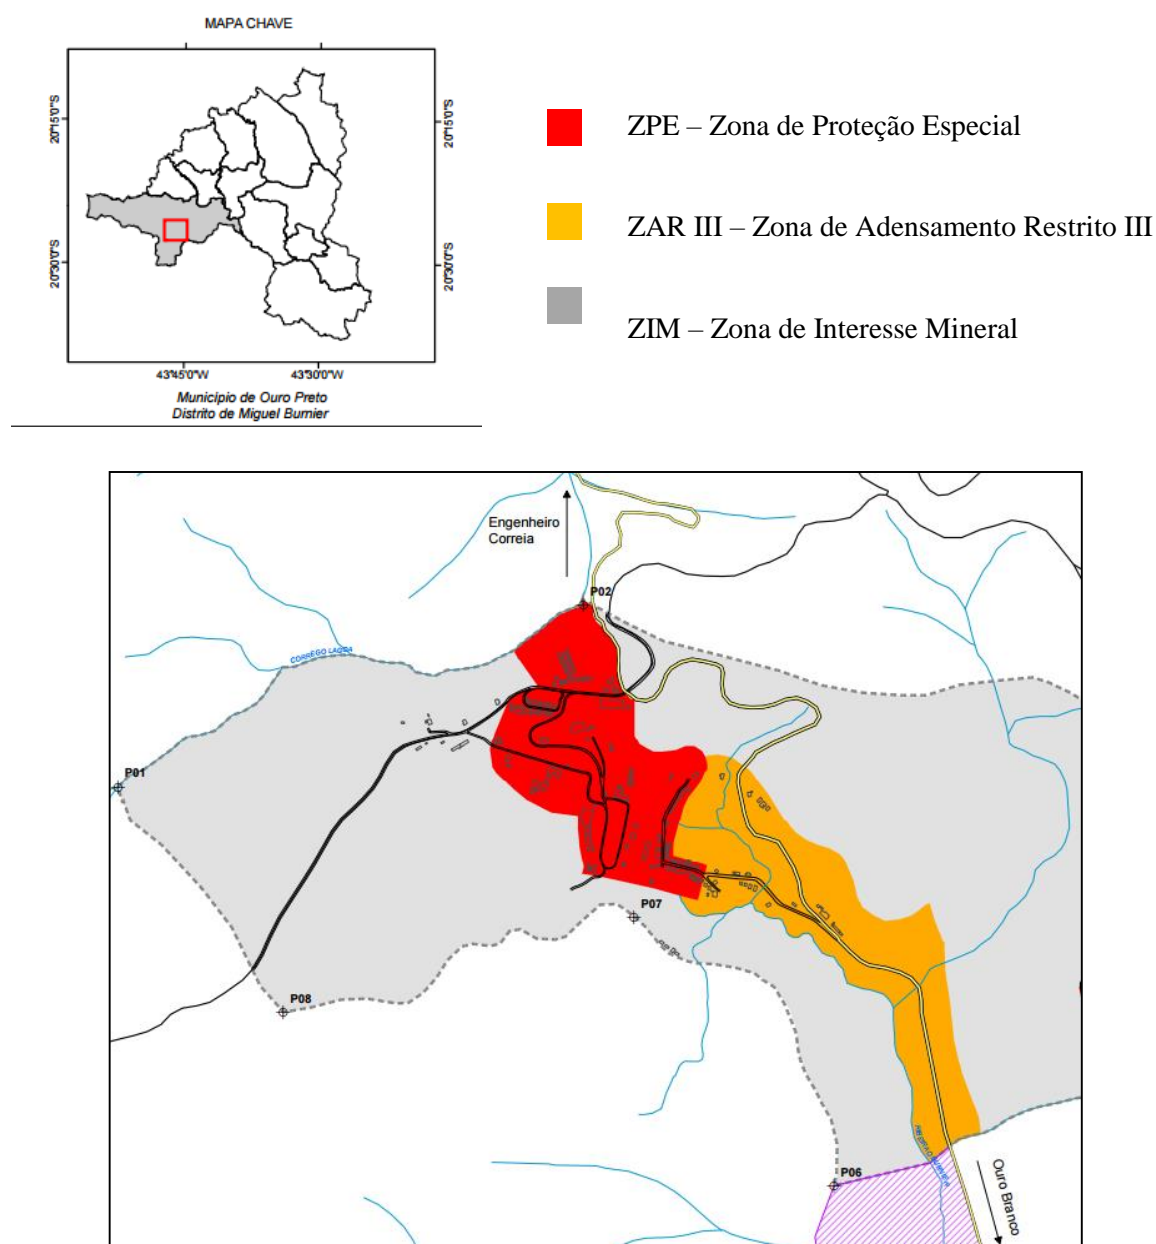 MAPA CHAVE
20°15'0"S
20°15'0"S
20°30'0"S
20°30'0"S
43°45'0"W
43°30'0"W
Município de Ouro Preto
Distrito de Miguel Burnier
ZPE – Zona de Proteção Especial
ZAR III – Zona de Adensamento Restrito III
ZIM – Zona de Interesse Mineral
Engenheiro
Correia
P02
CÓRREGO LAGOA
P01
P07
P08
P06
RIBEIRÃO BURNIER
Ouro Branco